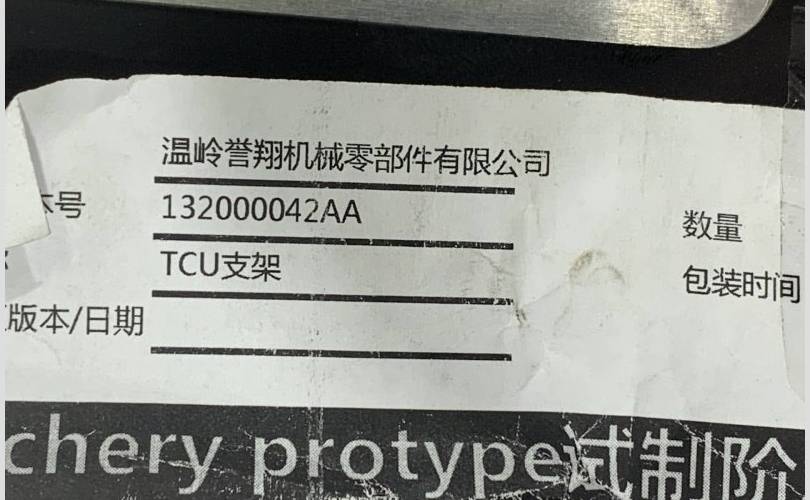 温岭誉翔机械零部件有限公司
本号 132000042AA 数量
TCU支架 包装时间
版本/日期
chery protype试制阶